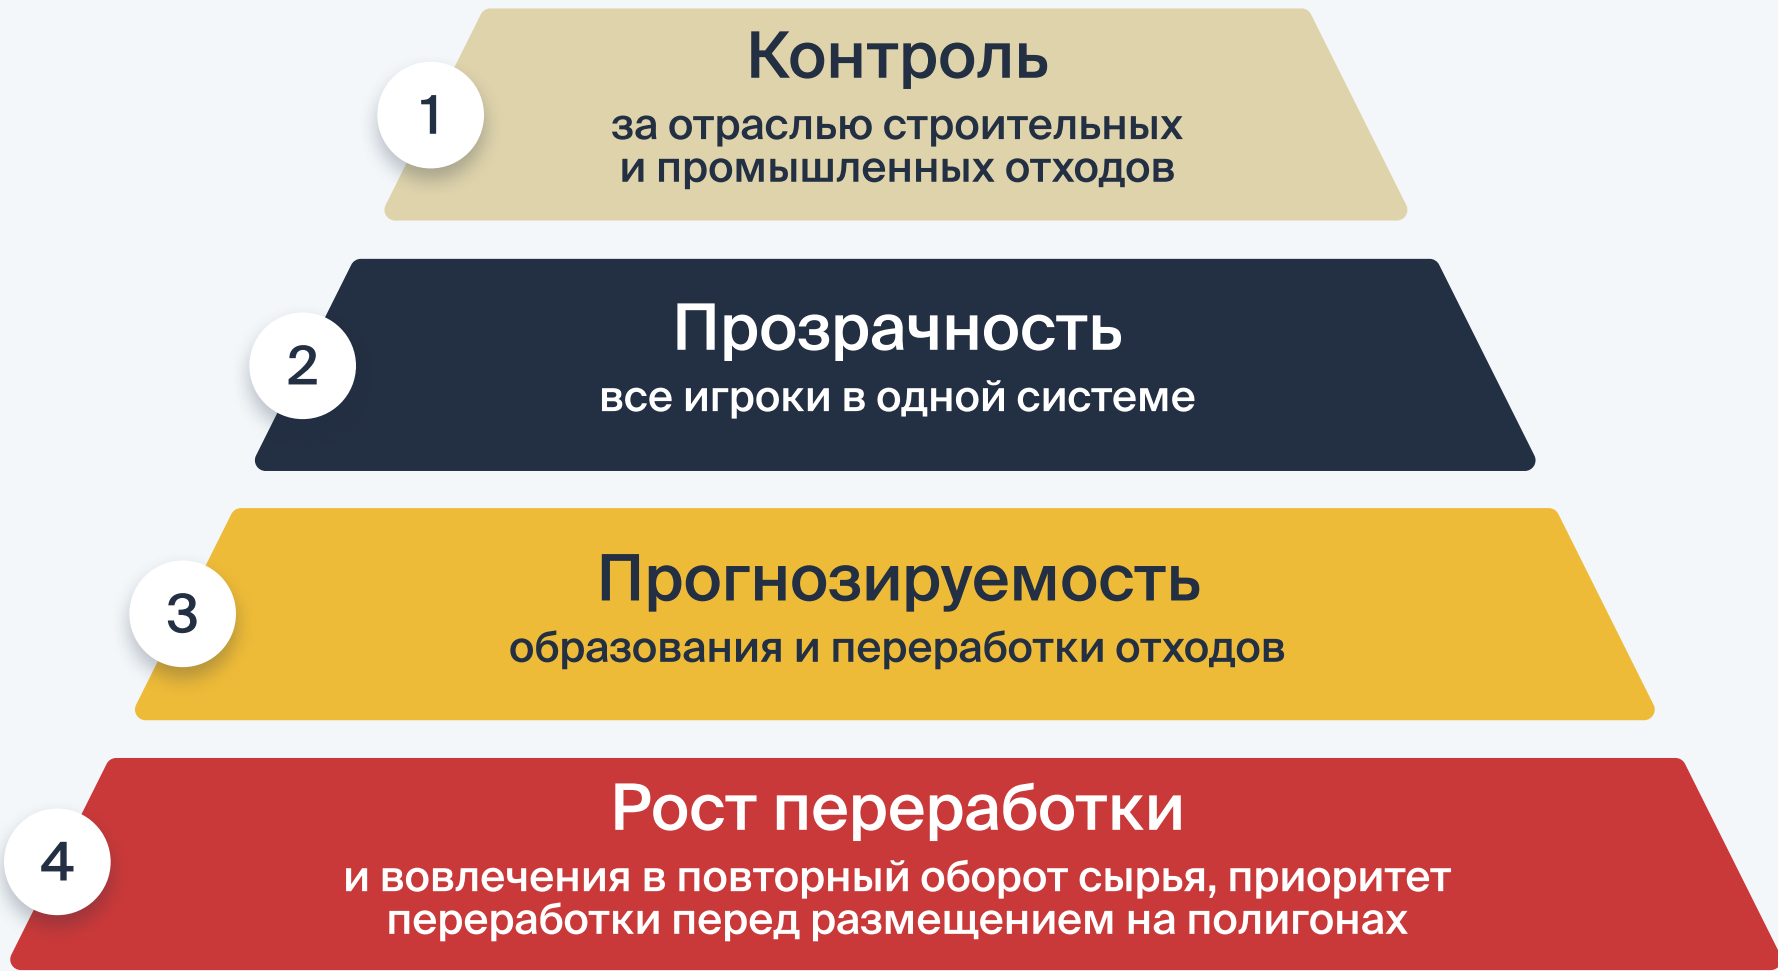 1
Контроль
за отраслью строительных
и промышленных отходов
2
Прозрачность
все игроки в одной системе
3
Прогнозируемость
образования и переработки отходов
4
Рост переработки
и вовлечения в повторный оборот сырья, приоритет
переработки перед размещением на полигонах